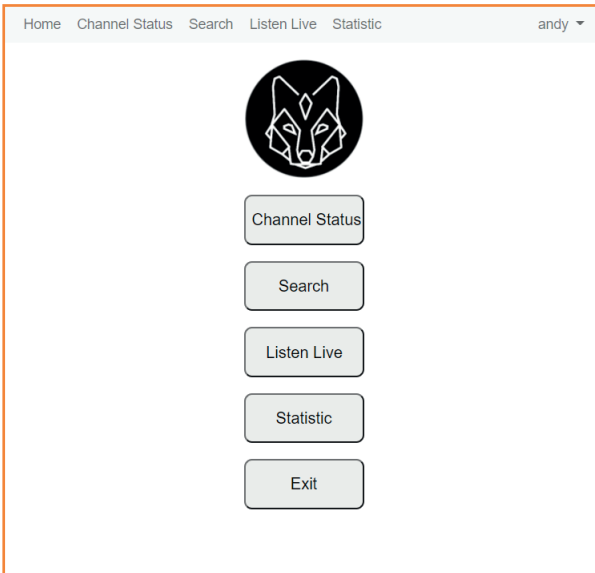 Home Channel Status Search Listen Live Statistic andy
Channel Status
Search
Listen Live
Statistic
Exit